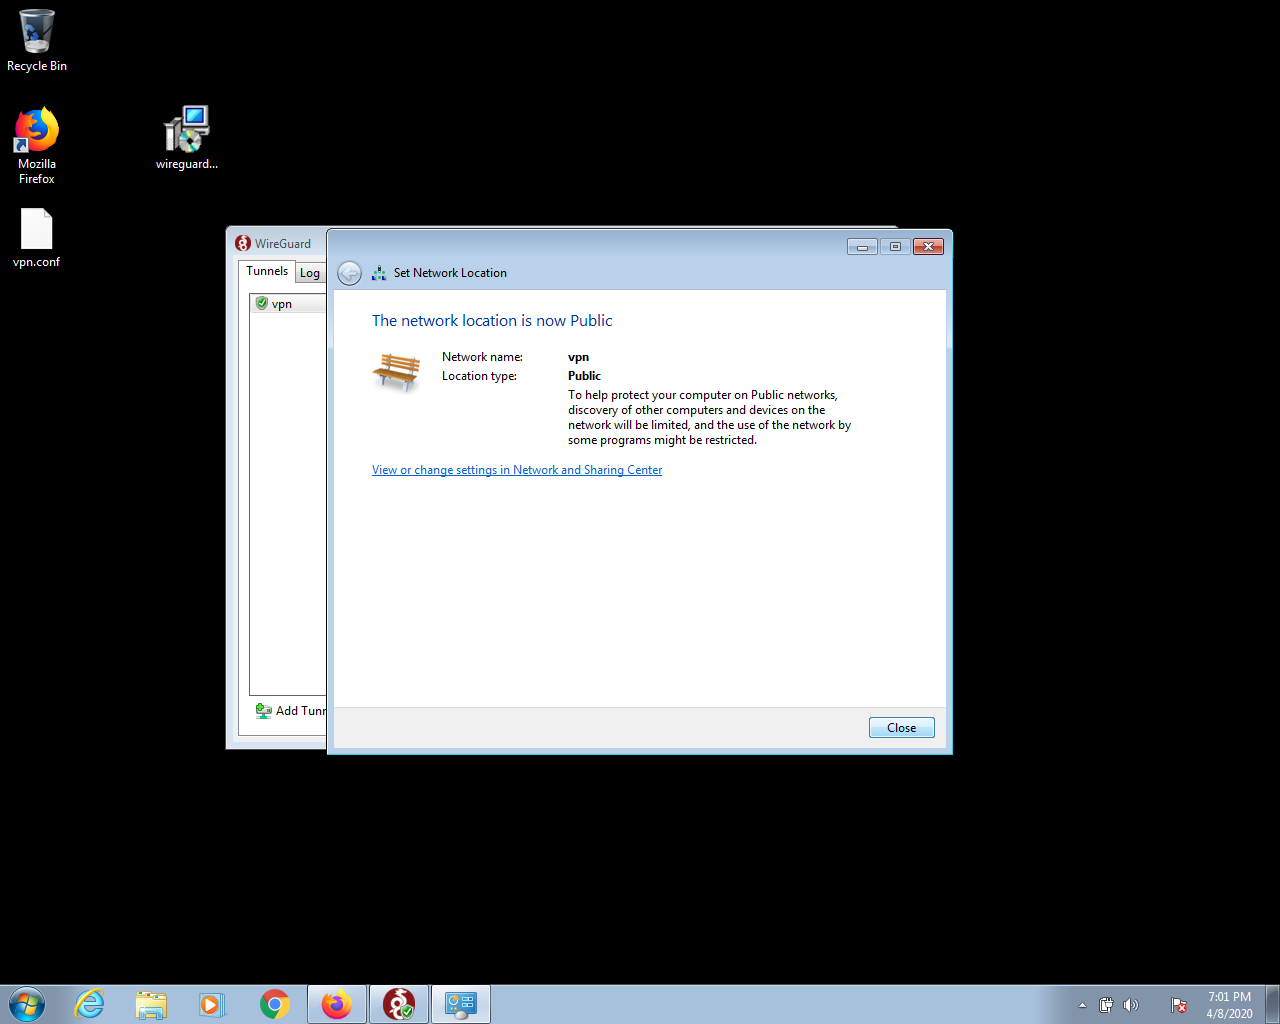 Recycle Bin
Mozilla
Firefox
wireguard...
vpn.conf
WireGuard
Tunnels
Log
vpn
Add Tunn
Set Network Location
The network location is now Public
Network name:
vpn
Location type:
Public
To help protect your computer on Public networks,
discovery of other computers and devices on the
network will be limited, and the use of the network by
some programs might be restricted.
View or change settings in Network and Sharing Center
Close
7:01 PM
4/8/2020